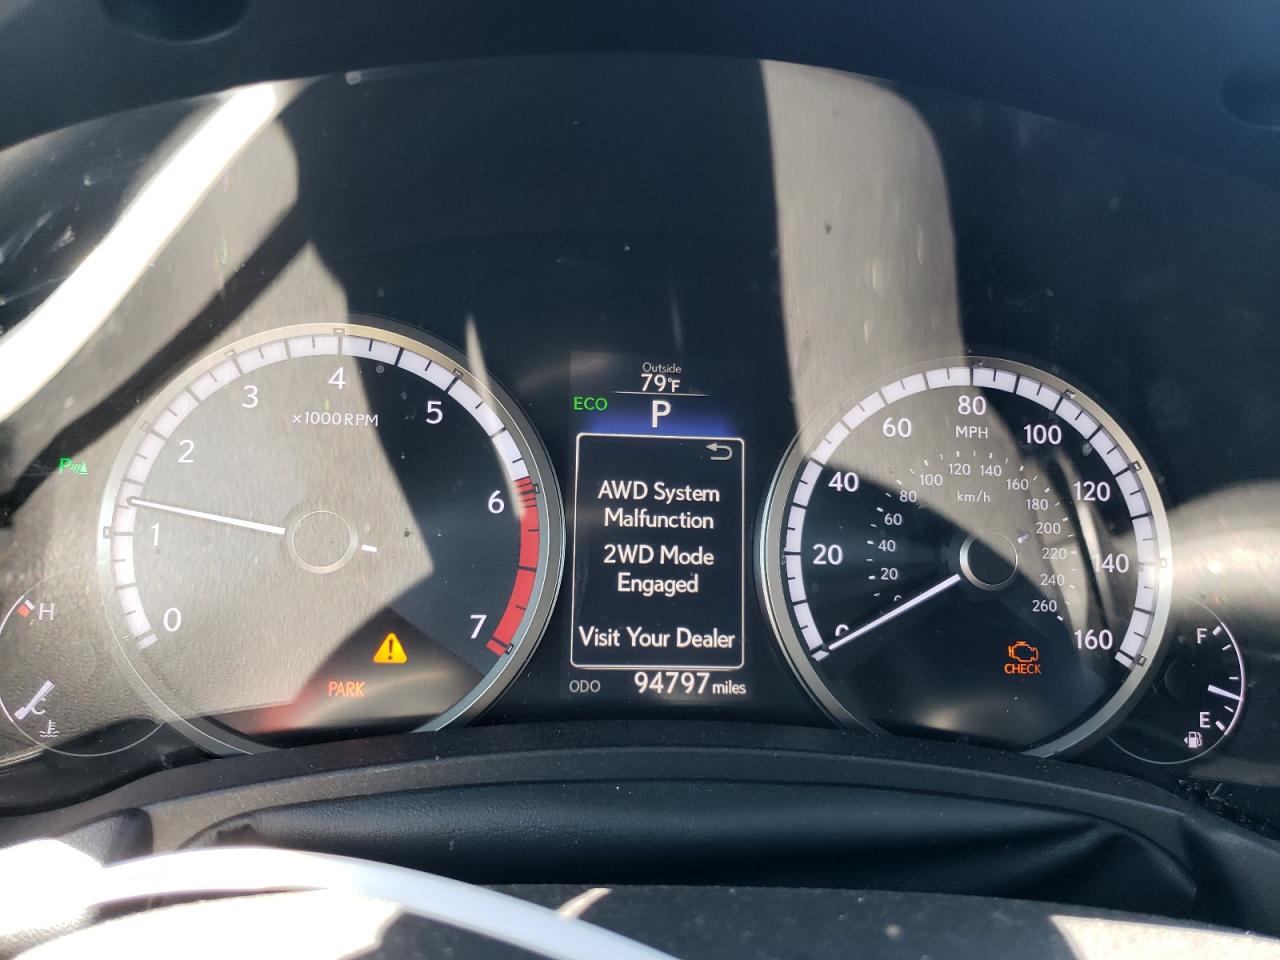 Outside
79°F
ECO
P
AWD System
Malfunction
2WD Mode
Engaged
Visit Your Dealer
ODO 94797 miles
0
1
2
3
4
5
6
7
x1000RPM
PARK
P
H
C
0
20
40
60
80
100
120
140
160
MPH
km/h
20
40
60
80
100
120
140
160
180
200
220
240
260
CHECK
F
E